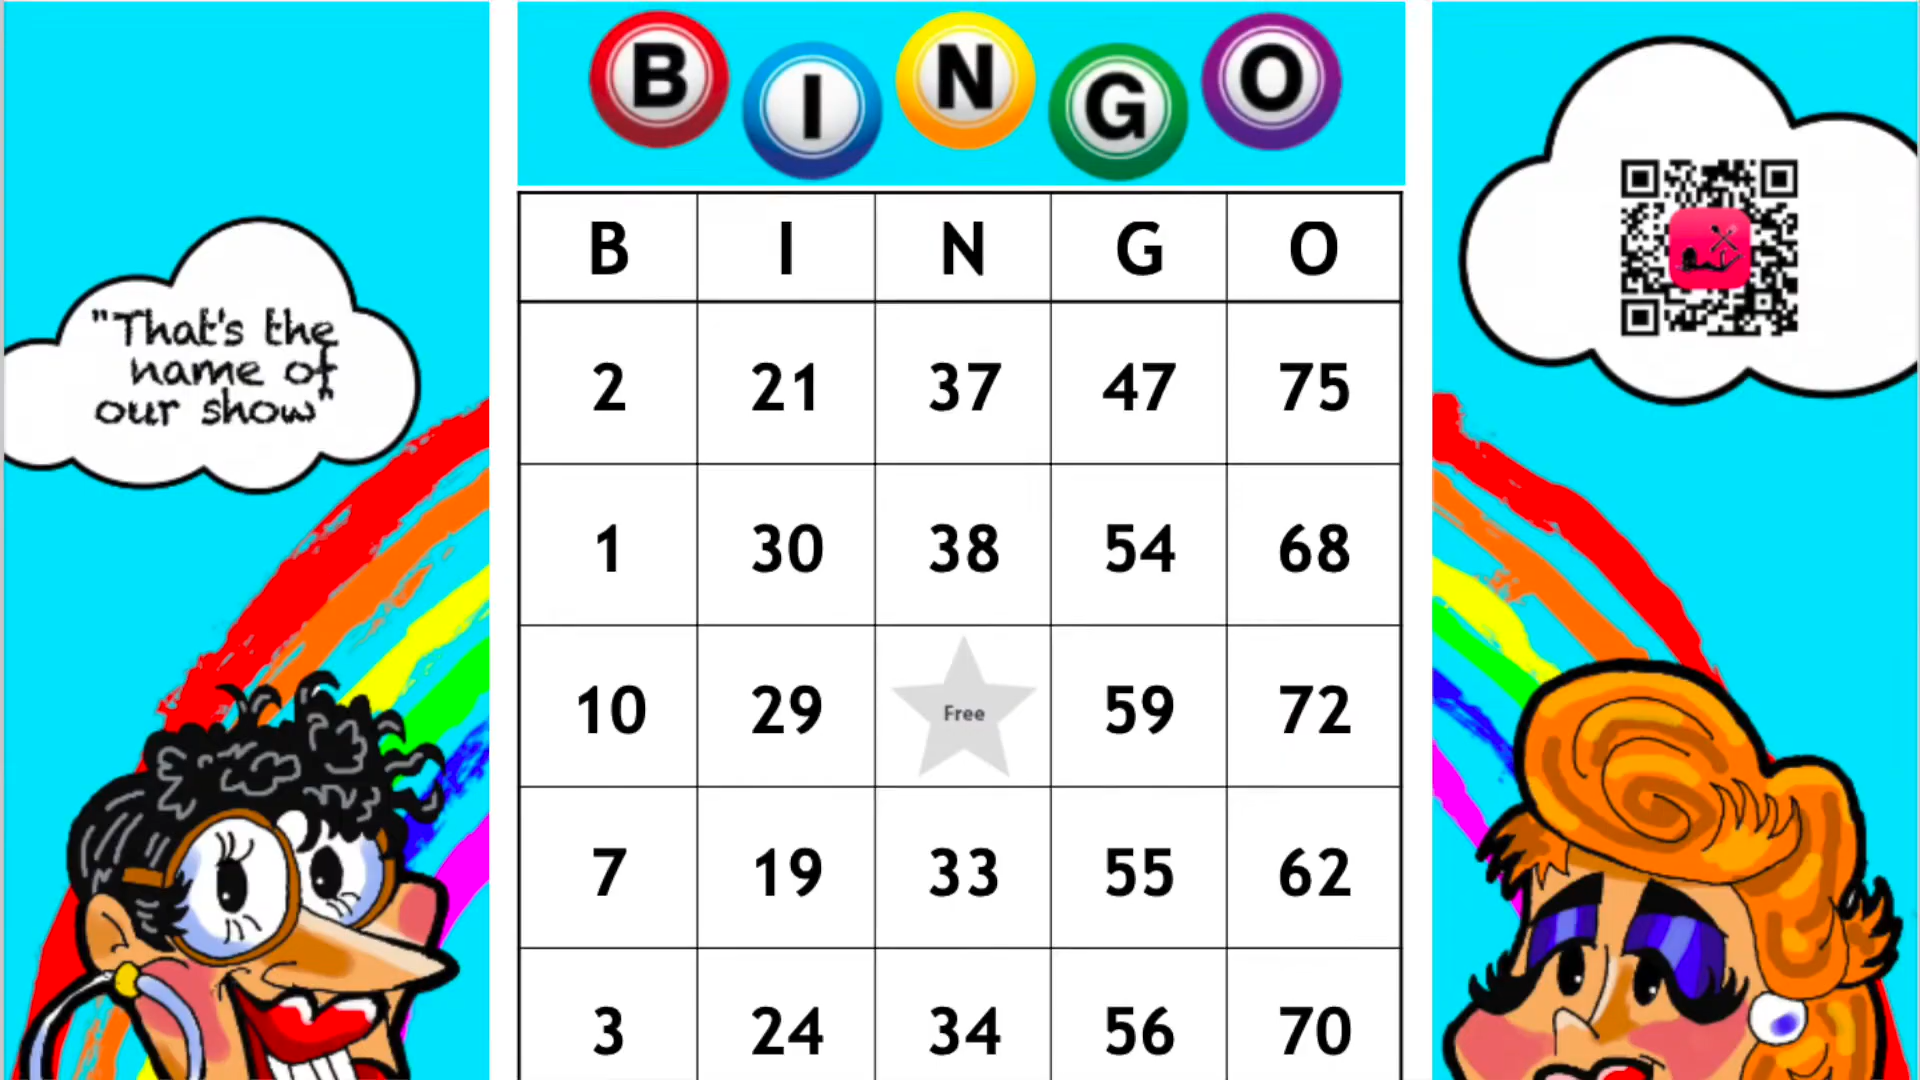 B I N G O
"That's the
name of
our show"
B I N G O
2 21 37 47 75
1 30 38 54 68
10 29 Free 59 72
7 19 33 55 62
3 24 34 56 70